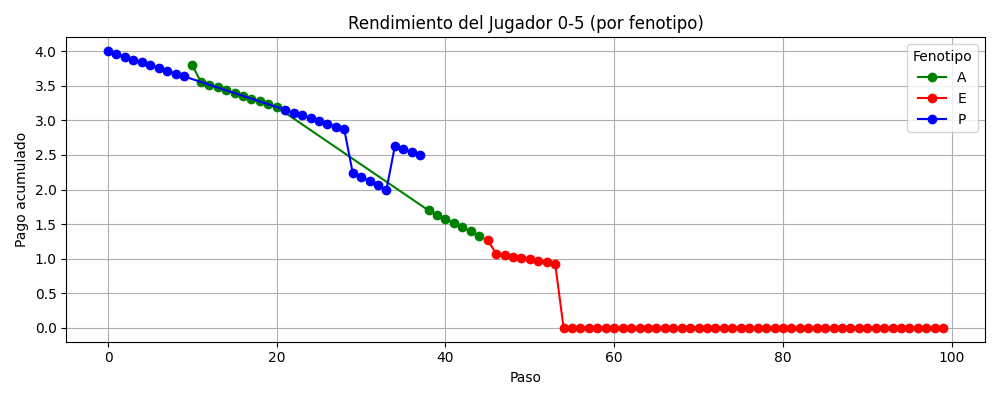 Rendimiento del Jugador 0-5 (por fenotipo)
Pago acumulado
4.0
3.5
3.0
2.5
2.0
1.5
1.0
0.5
0.0
Fenotipo
A
E
P
0 20 40 60 80 100
Paso